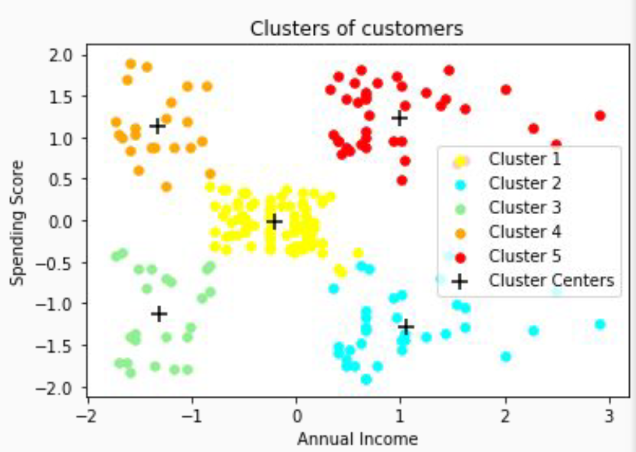 Clusters of customers
2.0
1.5
1.0
0.5
0.0
−0.5
−1.0
−1.5
−2.0
Spending Score
Cluster 1
Cluster 2
Cluster 3
Cluster 4
Cluster 5
Cluster Centers
−2 −1 0 1 2 3
Annual Income